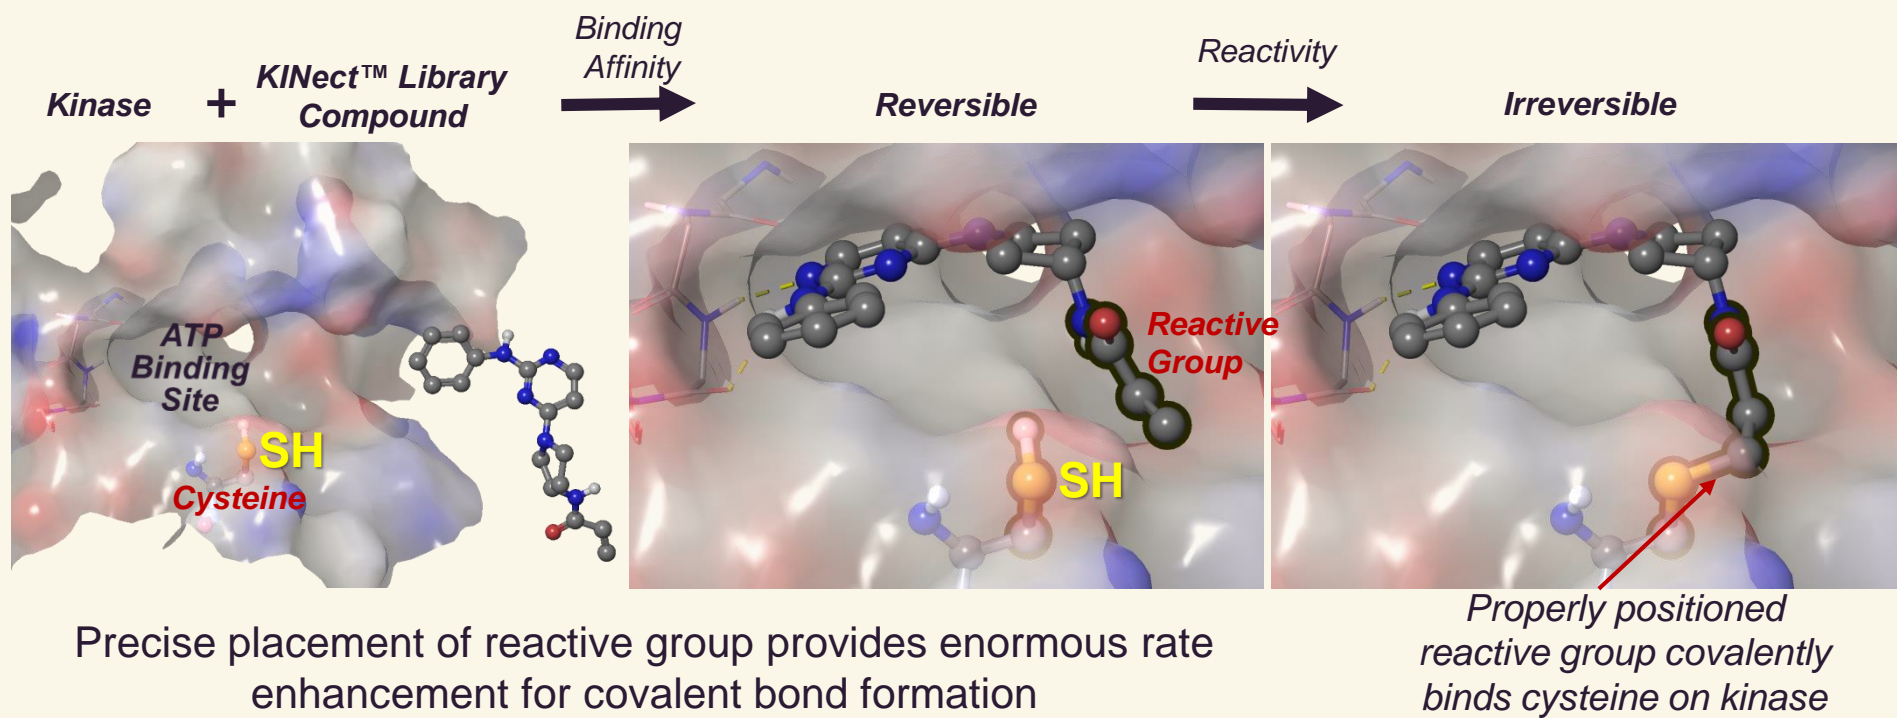 Kinase
+
KINect™ Library
Compound
Binding
Affinity
Reversible
Reactivity
Irreversible
ATP
Binding
Site
SH
Cysteine
Reactive
Group
SH
Precise placement of reactive group provides enormous rate
enhancement for covalent bond formation
Properly positioned
reactive group covalently
binds cysteine on kinase